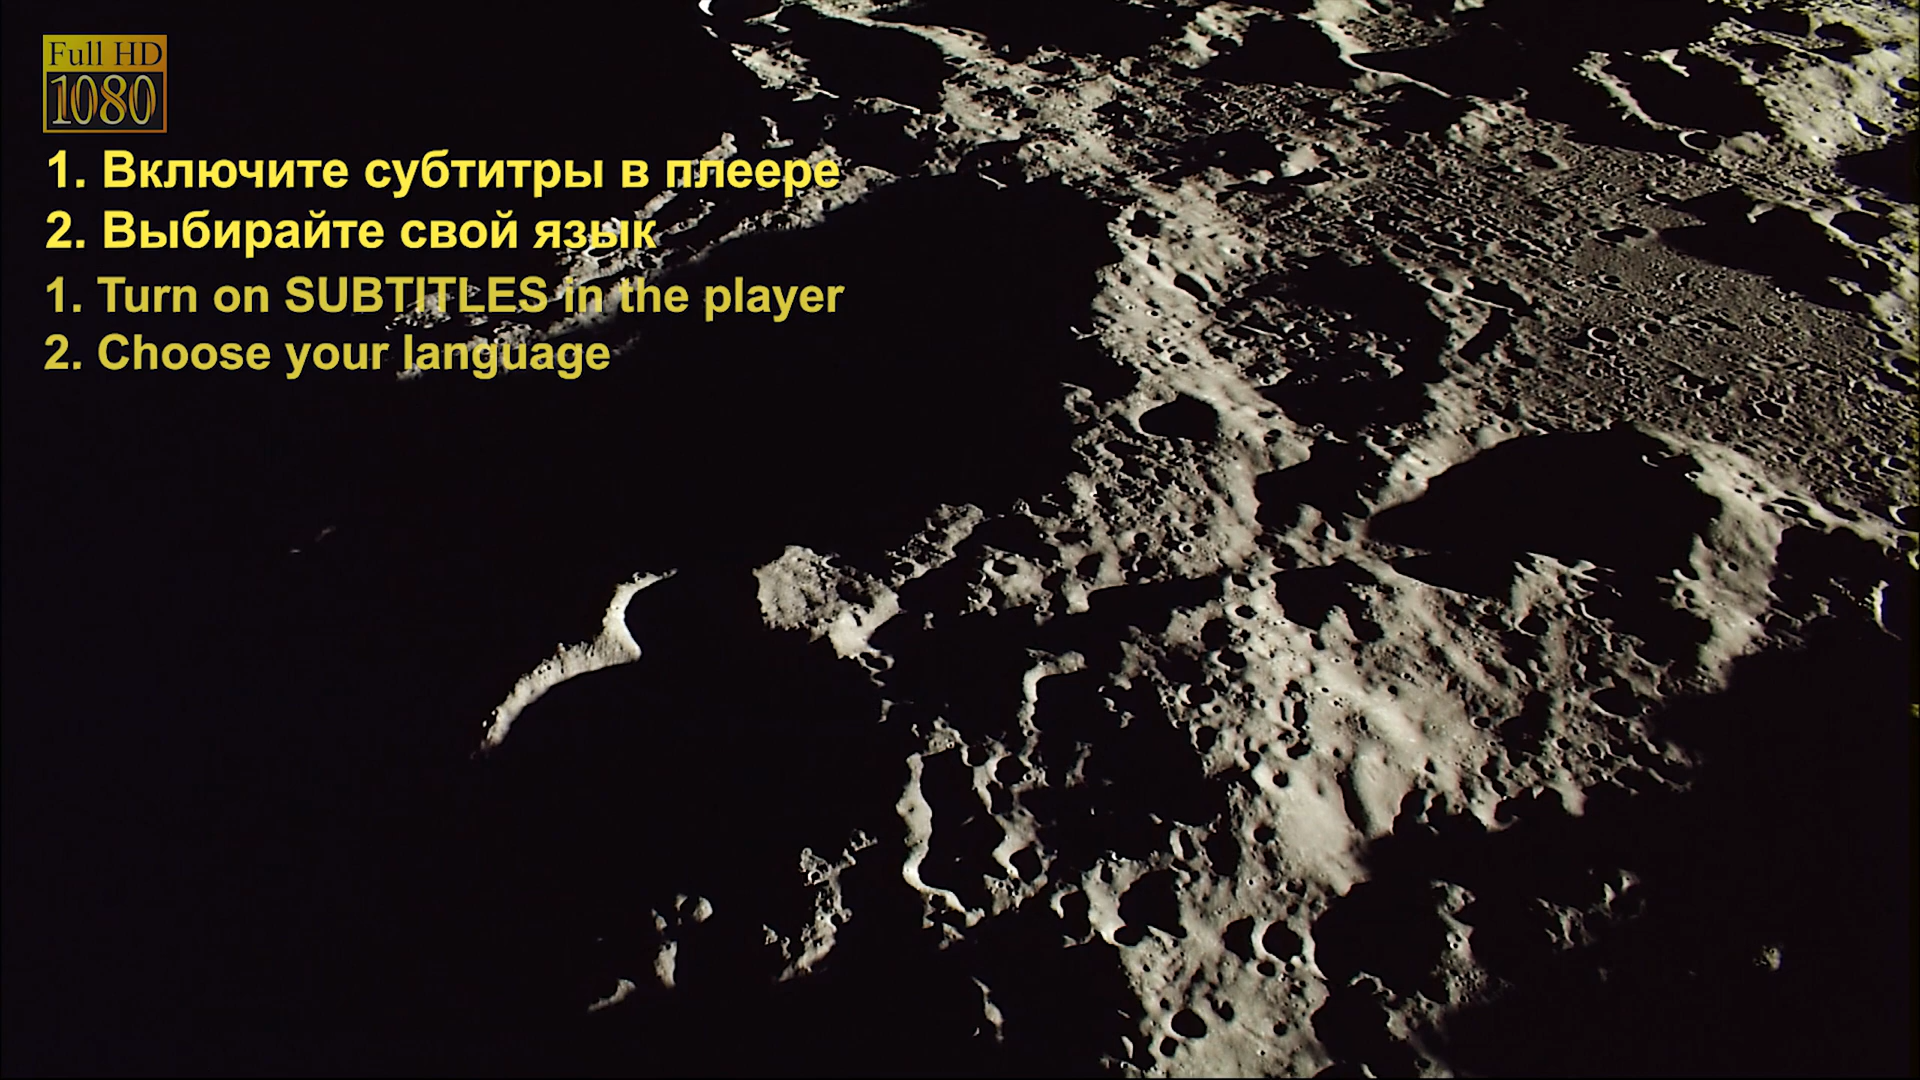 Full HD
1080
1. Включите субтитры в плеере
2. Выбирайте свой язык
1. Turn on SUBTITLES in the player
2. Choose your language